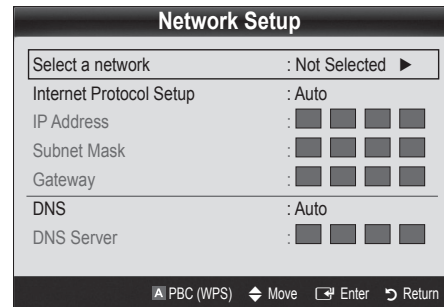 Network Setup
Select a network : Not Selected ▶
Internet Protocol Setup : Auto
IP Address :
Subnet Mask :
Gateway :
DNS : Auto
DNS Server :
A PBC (WPS) Move Enter Return